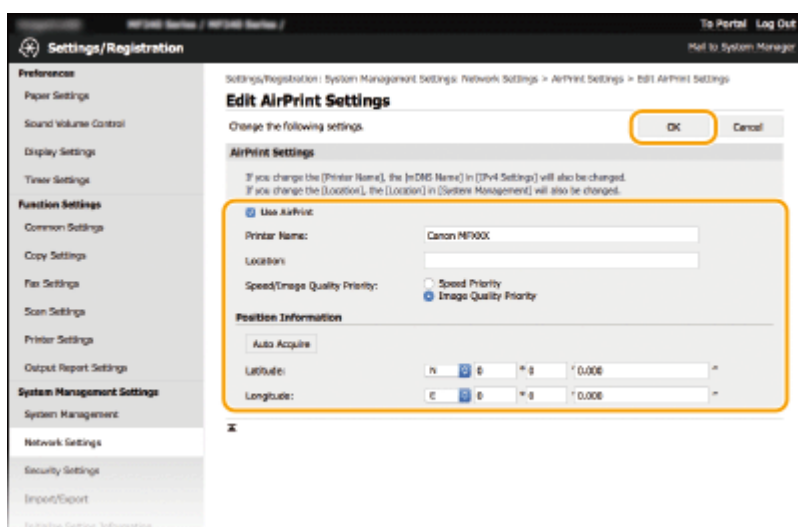 MF240 Series / MF240 Series /
To Portal Log Out
Settings/Registration
Mail to System Manager
Preferences
Paper Settings
Sound Volume Control
Display Settings
Timer Settings
Function Settings
Common Settings
Copy Settings
Fax Settings
Scan Settings
Printer Settings
Output Report Settings
System Management Settings
System Management
Network Settings
Security Settings
Import/Export
Settings/Registration: System Management Settings: Network Settings > AirPrint Settings > Edit AirPrint Settings
Edit AirPrint Settings
Change the following settings.
OK
Cancel
AirPrint Settings
If you change the [Printer Name], the [mDNS Name] in [IPv4 Settings] will also be changed.
If you change the [Location], the [Location] in [System Management] will also be changed.
Use AirPrint
Printer Name: Canon MFXXX
Location:
Speed/Image Quality Priority: Speed Priority
Image Quality Priority
Position Information
Auto Acquire
Latitude: N 0 ° 0 ' 0.000 "
Longitude: E 0 ° 0 ' 0.000 "